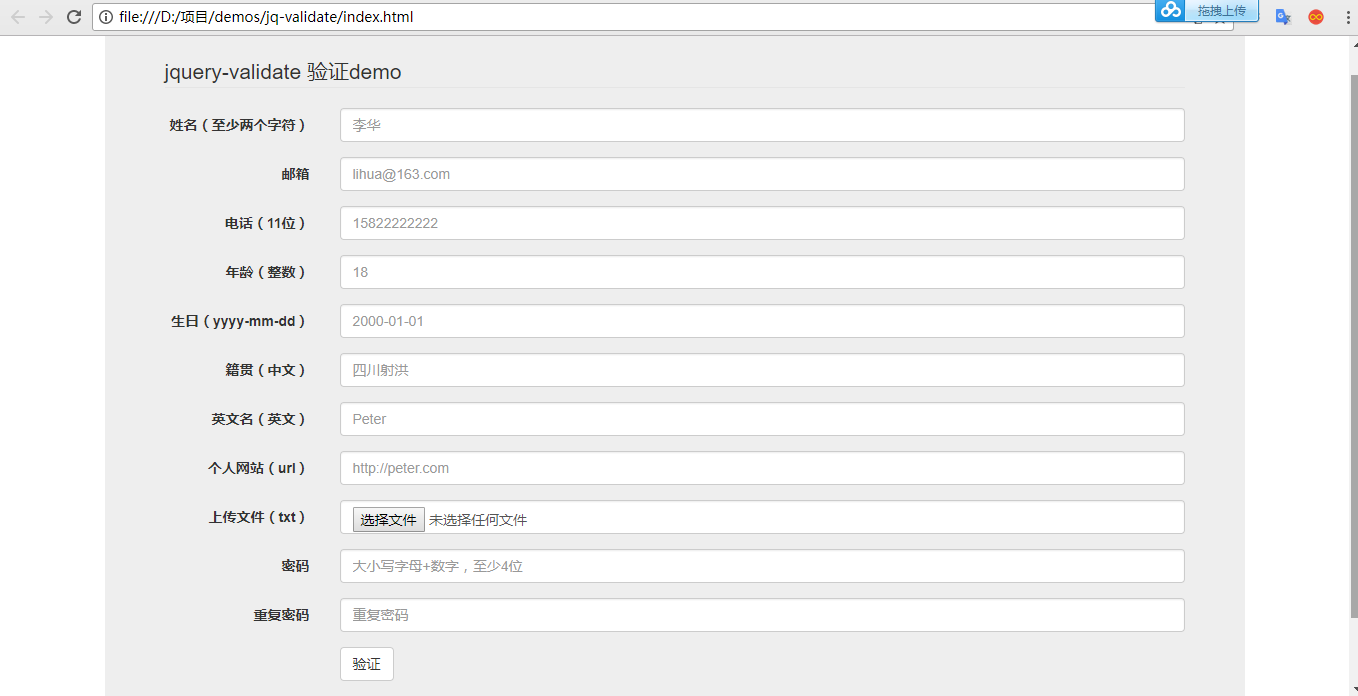 file:///D:/项目/demos/jq-validate/index.html
拖拽上传
jquery-validate 验证demo
姓名（至少两个字符） 李华
邮箱 lihua@163.com
电话（11位） 15822222222
年龄（整数） 18
生日（yyyy-mm-dd） 2000-01-01
籍贯（中文） 四川射洪
英文名（英文） Peter
个人网站（url） http://peter.com
上传文件（txt） 选择文件 未选择任何文件
密码 大小写字母+数字，至少4位
重复密码 重复密码
验证